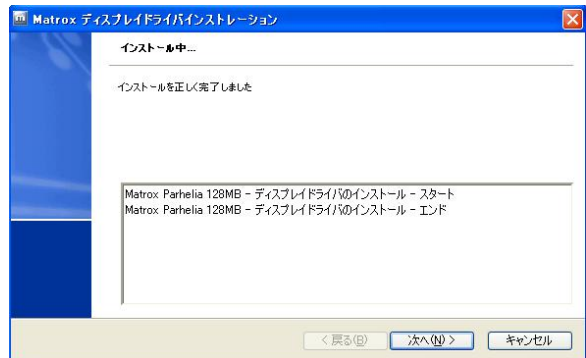 Matrox ディスプレイドライバインストレーション
インストール中...
インストールを正しく完了しました
Matrox Parhelia 128MB - ディスプレイドライバのインストール - スタート
Matrox Parhelia 128MB - ディスプレイドライバのインストール - エンド
< 戻る(B) 次へ(N) > キャンセル